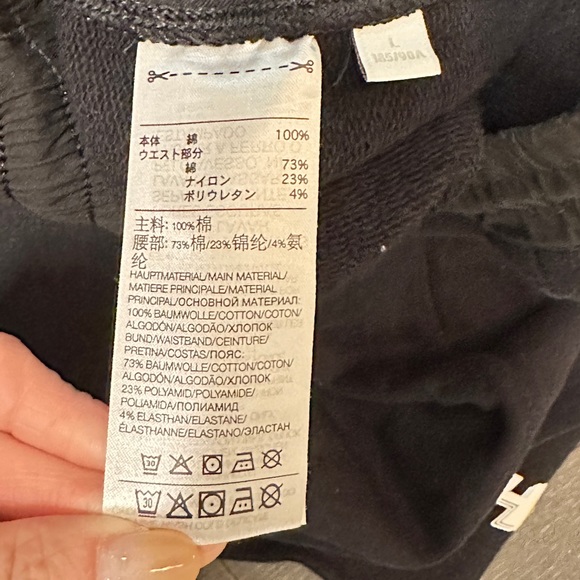 L
185/90A
本体 綿 100%
ウエスト部分
綿 73%
ナイロン 23%
ポリウレタン 4%
主料: 100%棉
腰部: 73%棉/23%锦纶/4%氨
纶
HAUPTMATERIAL/MAIN MATERIAL/
MATIERE PRINCIPALE/MATERIAL
PRINCIPAL/ОСНОВНОЙ МАТЕРИАЛ:
100% BAUMWOLLE/COTTON/COTON/
ALGODÓN/ALGODÃO/ХЛОПОК
BUND/WAISTBAND/CEINTURE/
PRETINA/COSTAS/ПОЯС:
73% BAUMWOLLE/COTTON/COTON/
ALGODÓN/ALGODÃO/ХЛОПОК
23% POLYAMID/POLYAMIDE/
POLIAMIDA/ПОЛИАМИД
4% ELASTHAN/ELASTANE/
ÉLASTHANNE/ELASTANO/ЭЛАСТАН
30
30